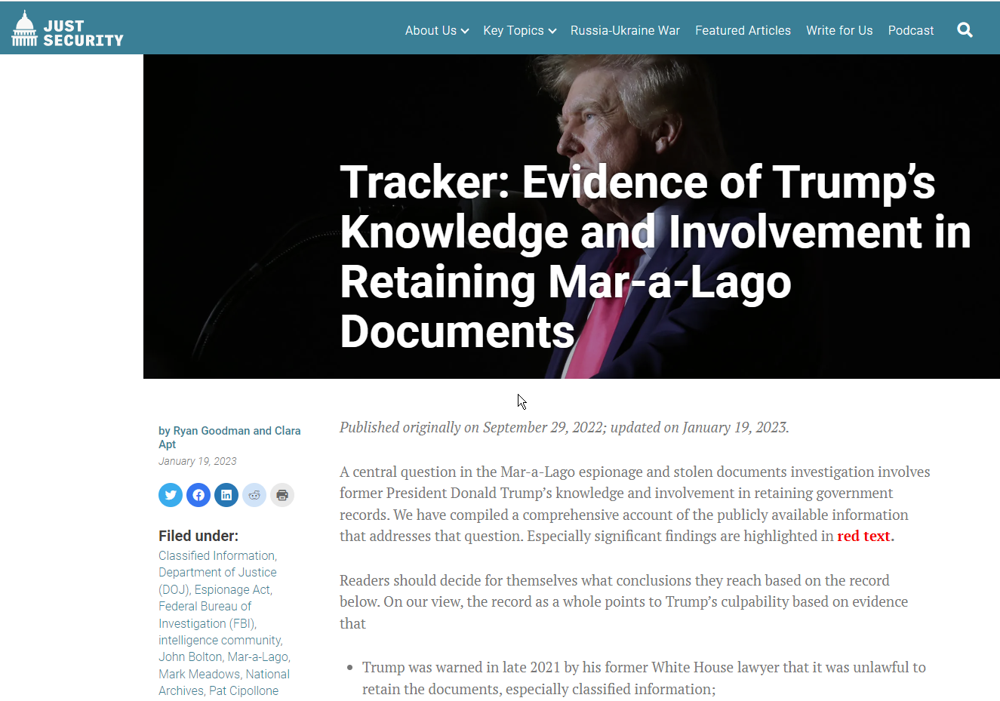 JUST
SECURITY
About Us Key Topics Russia-Ukraine War Featured Articles Write for Us Podcast
Tracker: Evidence of Trump’s
Knowledge and Involvement in
Retaining Mar-a-Lago
Documents
by Ryan Goodman and Clara
Apt
January 19, 2023
Filed under:
Classified Information,
Department of Justice
(DOJ), Espionage Act,
Federal Bureau of
Investigation (FBI),
intelligence community,
John Bolton, Mar-a-Lago,
Mark Meadows, National
Archives, Pat Cipollone
Published originally on September 29, 2022; updated on January 19, 2023.
A central question in the Mar-a-Lago espionage and stolen documents investigation involves
former President Donald Trump’s knowledge and involvement in retaining government
records. We have compiled a comprehensive account of the publicly available information
that addresses that question. Especially significant findings are highlighted in red text.
Readers should decide for themselves what conclusions they reach based on the record
below. On our view, the record as a whole points to Trump’s culpability based on evidence
that
• Trump was warned in late 2021 by his former White House lawyer that it was unlawful to
retain the documents, especially classified information;